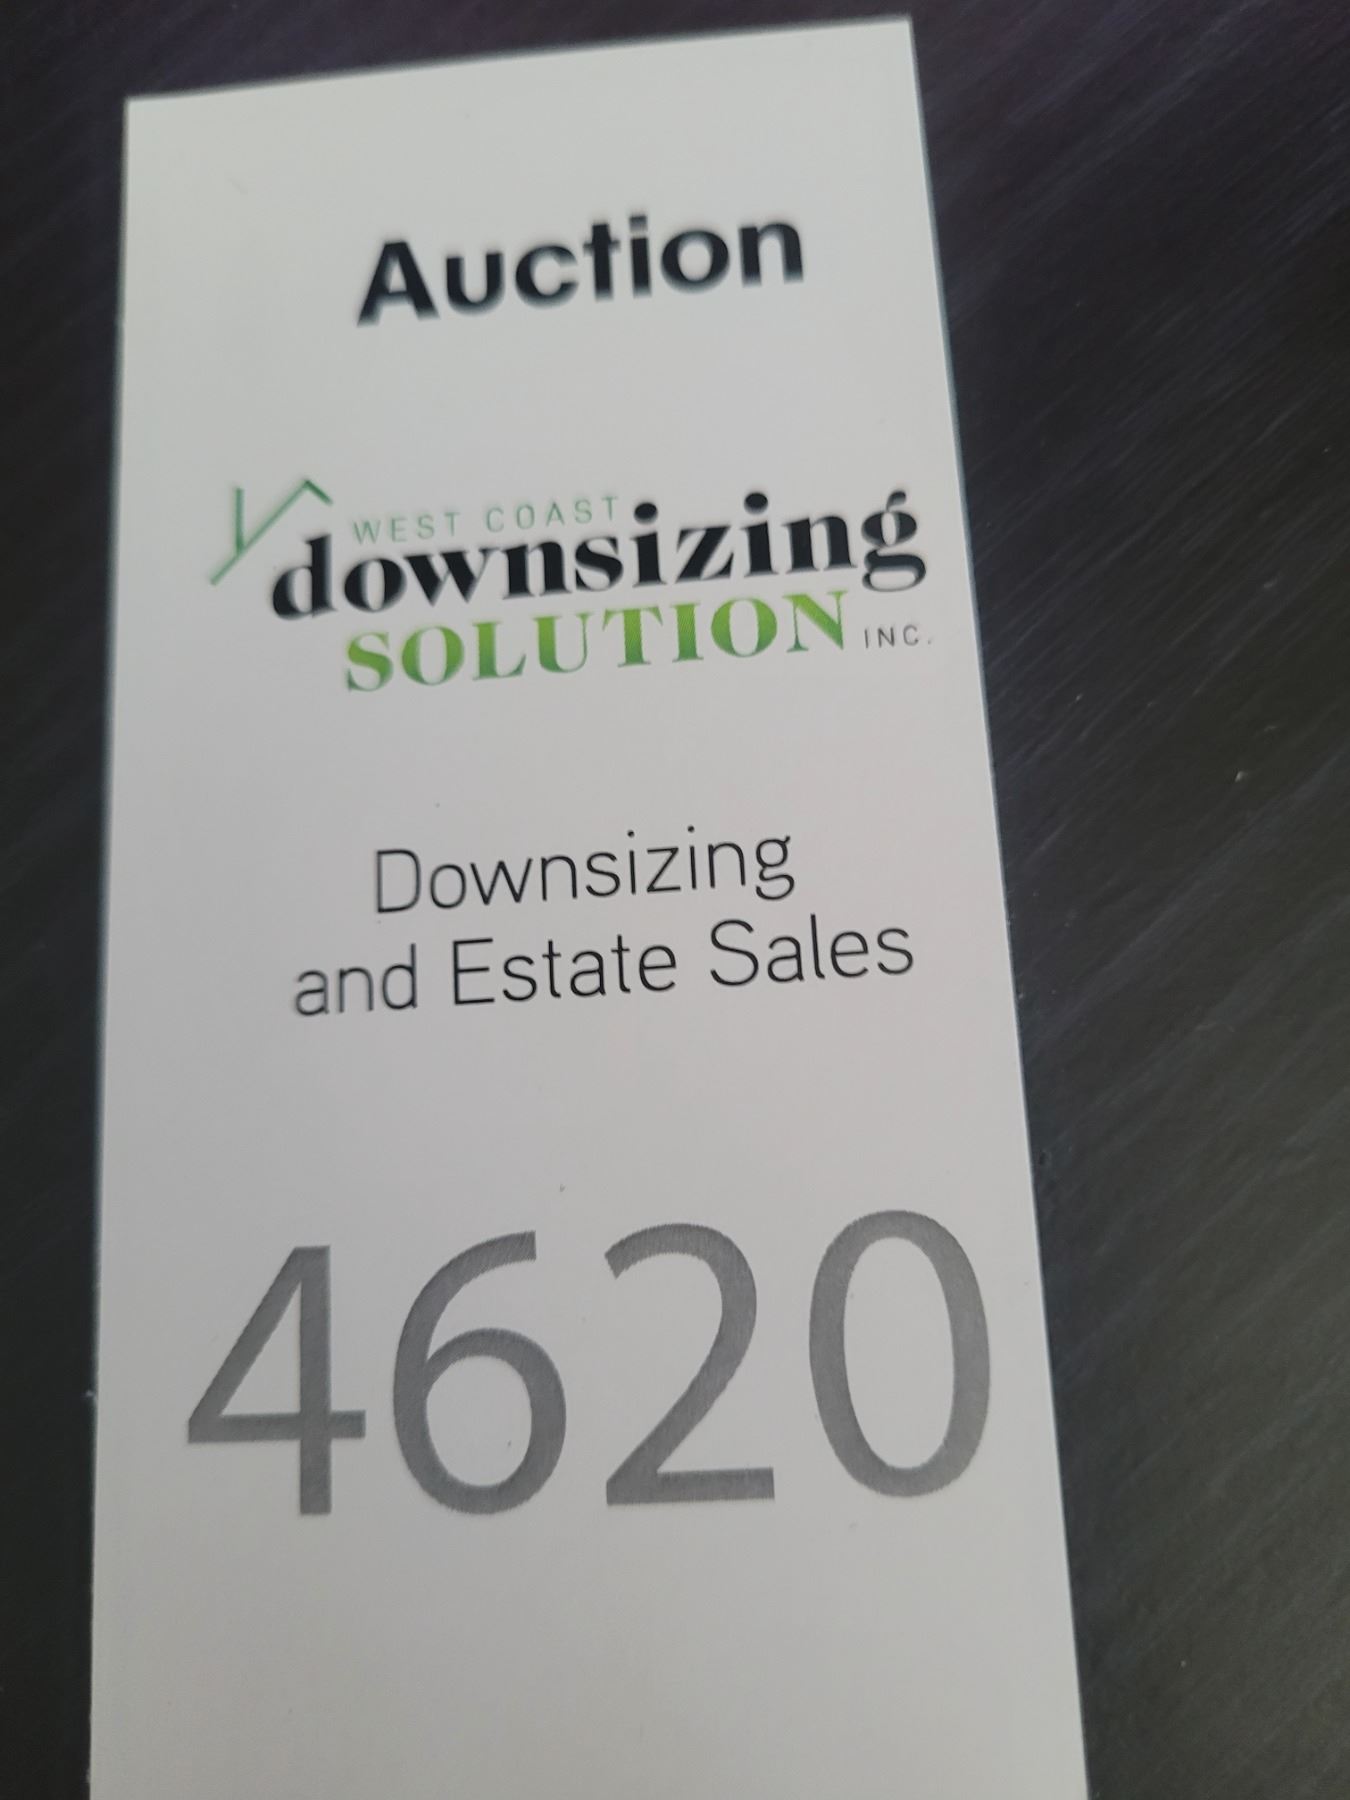 Auction
WEST COAST
downsizing
SOLUTION INC.
Downsizing
and Estate Sales
4620